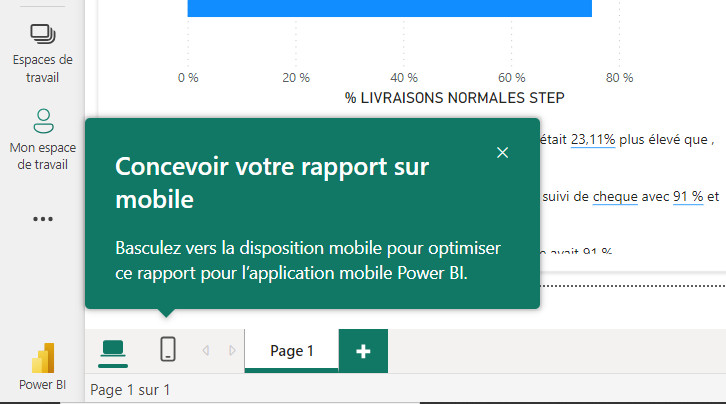 Espaces de
travail
Mon espace
de travail
Power BI
0 %
20 %
40 %
60 %
80 %
% LIVRAISONS NORMALES STEP
était 23,11% plus élevé que ,
suivi de cheque avec 91 % et
avait 91 %
Concevoir votre rapport sur
mobile
Basculez vers la disposition mobile pour optimiser
ce rapport pour l’application mobile Power BI.
Page 1
Page 1 sur 1